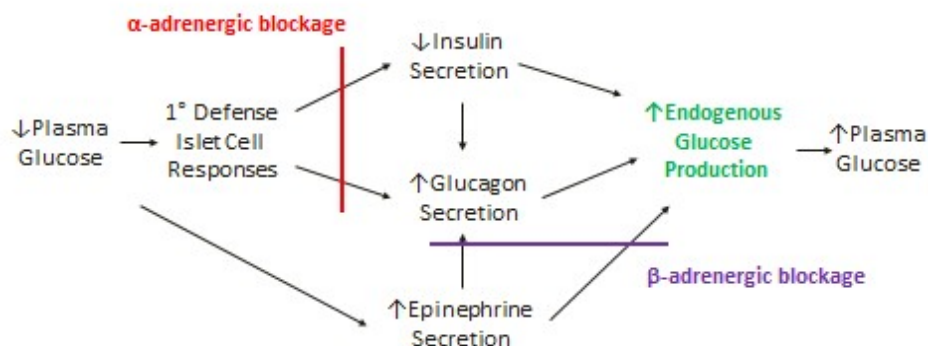 α-adrenergic blockage
↓Insulin
Secretion
1° Defense
Islet Cell
Responses
↓Plasma
Glucose
↑Endogenous
Glucose
Production
↑Plasma
Glucose
↑Glucagon
Secretion
β-adrenergic blockage
↑Epinephrine
Secretion